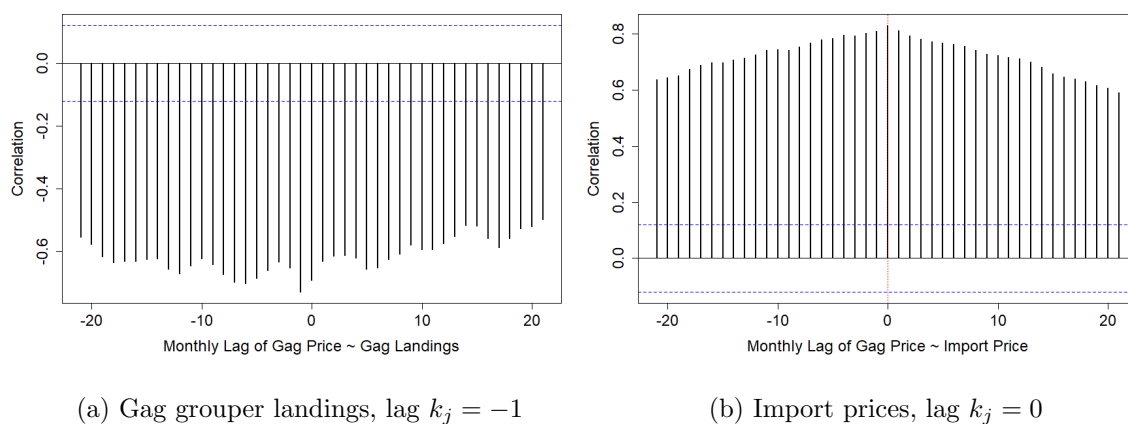 Correlation
0.0
-0.2
-0.4
-0.6
-20 -10 0 10 20
Monthly Lag of Gag Price ~ Gag Landings
(a) Gag grouper landings, lag k_j = −1
Correlation
0.8
0.6
0.4
0.2
0.0
-20 -10 0 10 20
Monthly Lag of Gag Price ~ Import Price
(b) Import prices, lag k_j = 0